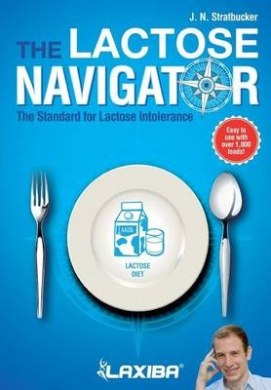 J. N. Stratbucker
THE LACTOSE
NAVIGATOR
The Standard for Lactose Intolerance
Easy to
use with
over 1,000
foods!
MILK
LACTOSE
DIET
LAXIBA®